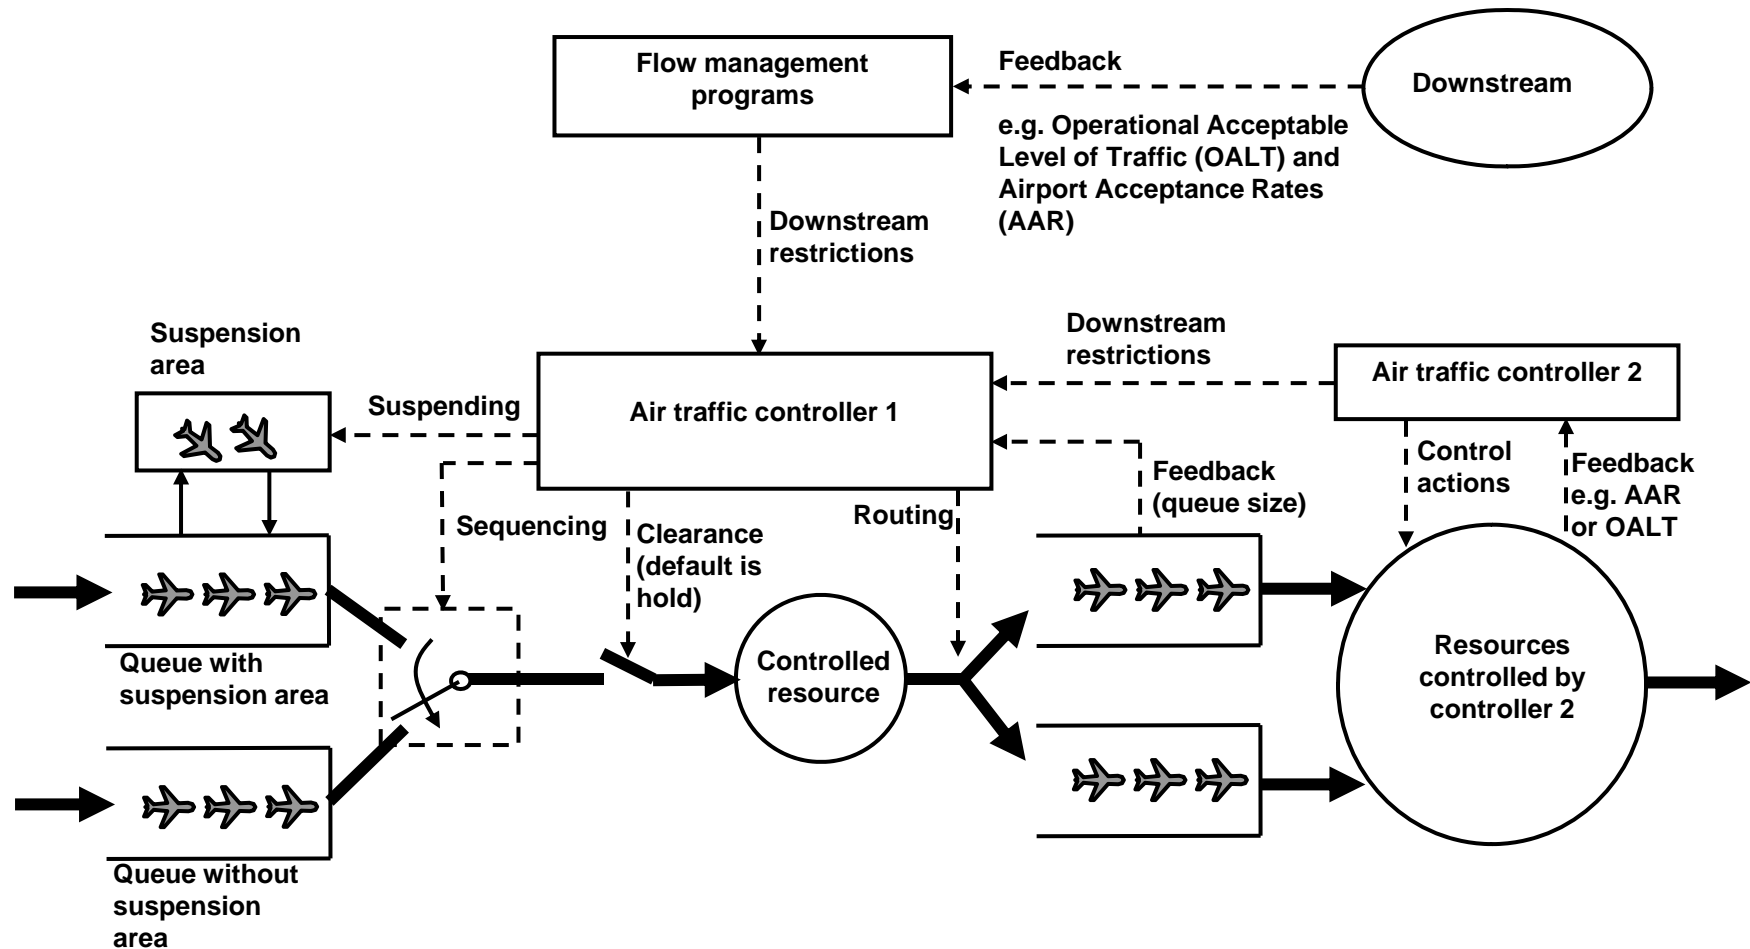 Flow management
programs
Feedback
Downstream
e.g. Operational Acceptable
Level of Traffic (OALT) and
Airport Acceptance Rates
(AAR)
Downstream
restrictions
Suspension
area
Downstream
restrictions
Suspending
Air traffic controller 1
Air traffic controller 2
Sequencing
Clearance
(default is
hold)
Routing
Feedback
(queue size)
Control
actions
Feedback
e.g. AAR
or OALT
Queue with
suspension area
Controlled
resource
Resources
controlled by
controller 2
Queue without
suspension
area